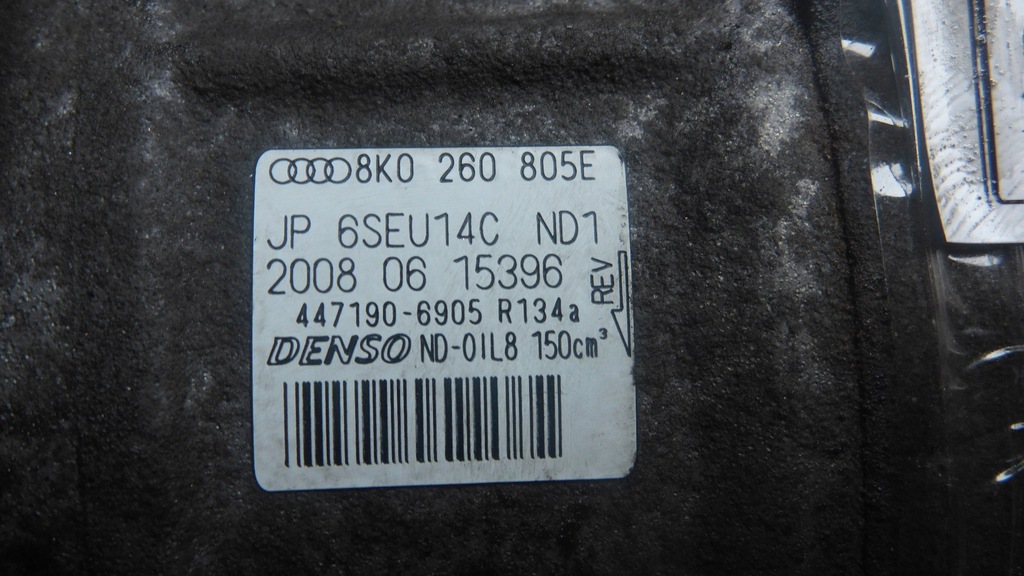 8K0 260 805E
JP 6SEU14C ND1
2008 06 15396
REV
447190-6905 R134a
DENSO ND-OIL8 150cm³